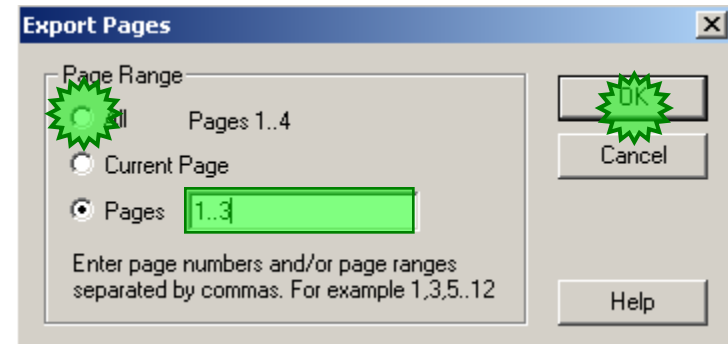 Export Pages
Page Range
All Pages 1..4
Current Page
Pages 1..3
Enter page numbers and/or page ranges
separated by commas. For example 1,3,5..12
OK
Cancel
Help